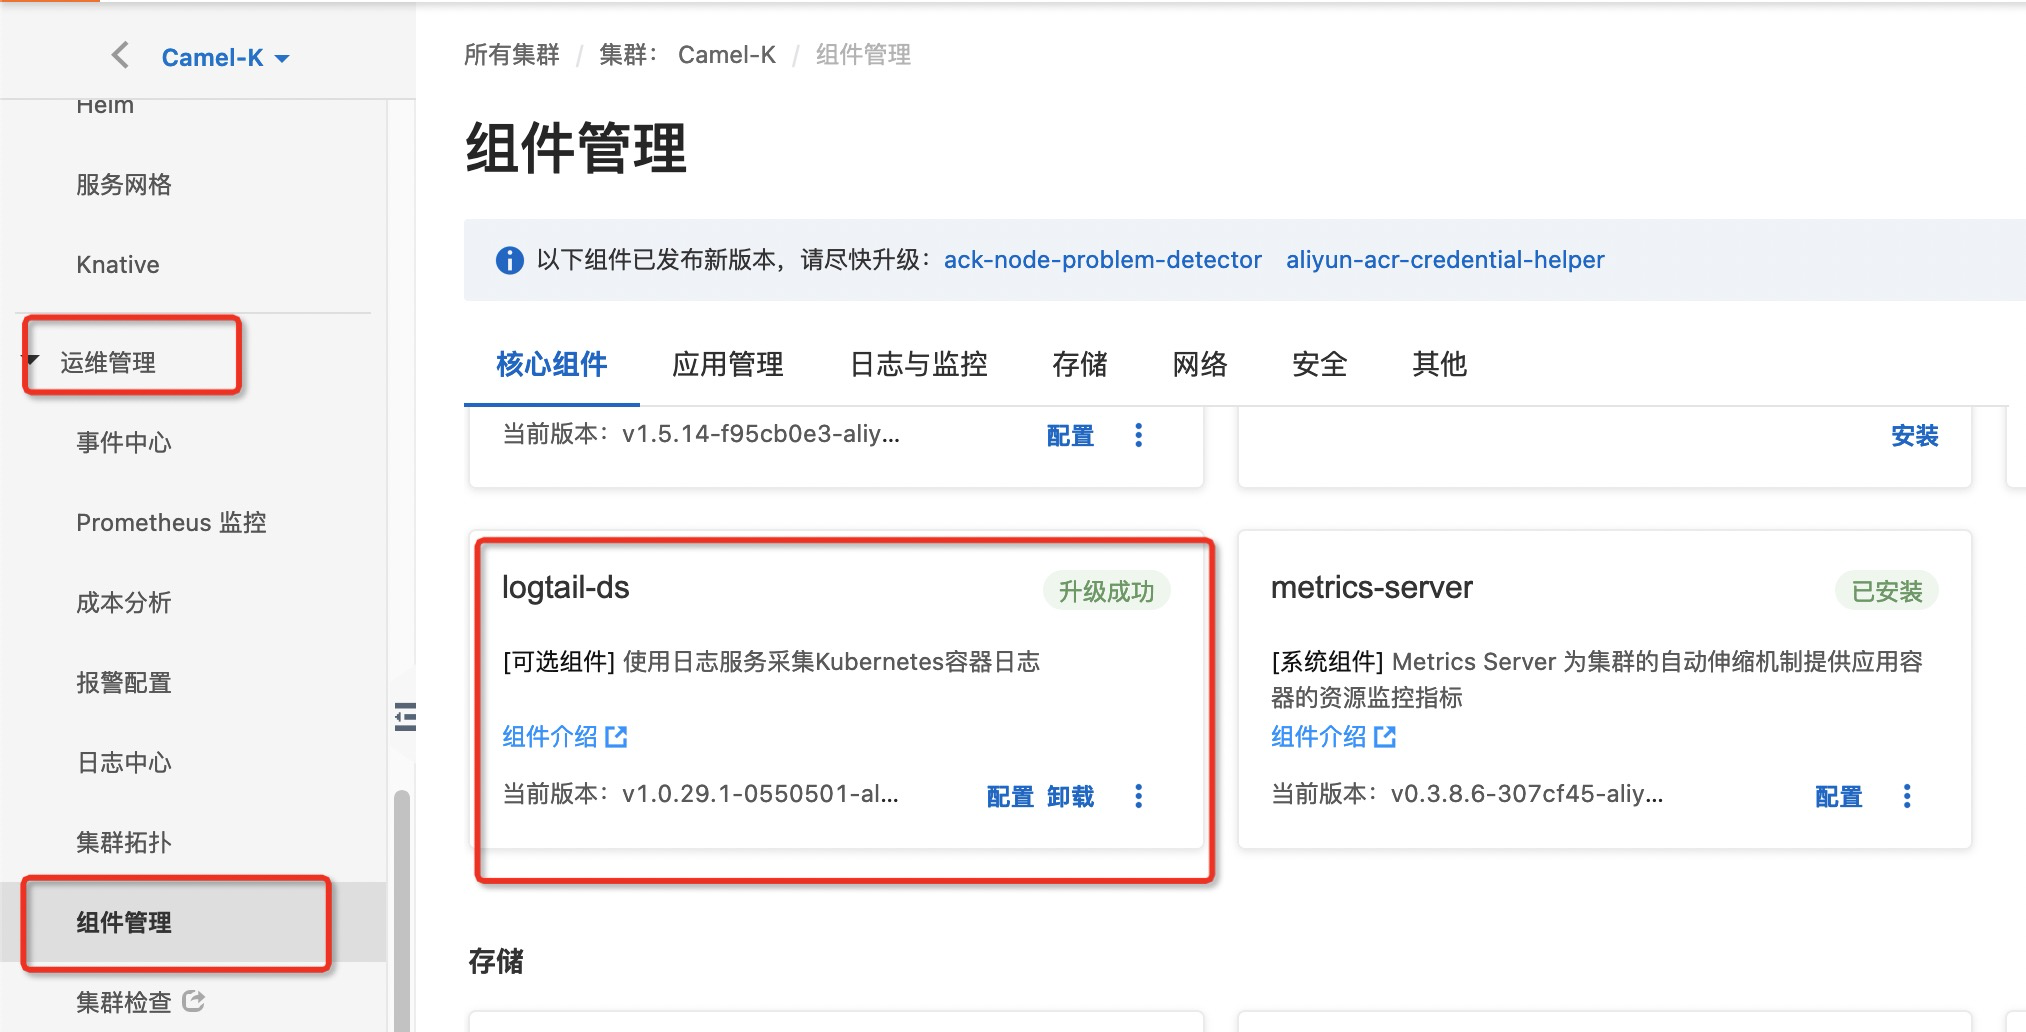 Camel-K
Helm
服务网格
Knative
运维管理
事件中心
Prometheus 监控
成本分析
报警配置
日志中心
集群拓扑
组件管理
集群检查
所有集群 / 集群： Camel-K / 组件管理
组件管理
以下组件已发布新版本，请尽快升级： ack-node-problem-detector aliyun-acr-credential-helper
核心组件 应用管理 日志与监控 存储 网络 安全 其他
当前版本：v1.5.14-f95cb0e3-aliy... 配置
安装
logtail-ds 升级成功
[可选组件] 使用日志服务采集Kubernetes容器日志
组件介绍
当前版本：v1.0.29.1-0550501-al... 配置 卸载
metrics-server 已安装
[系统组件] Metrics Server 为集群的自动伸缩机制提供应用容
器的资源监控指标
组件介绍
当前版本：v0.3.8.6-307cf45-aliy... 配置
存储